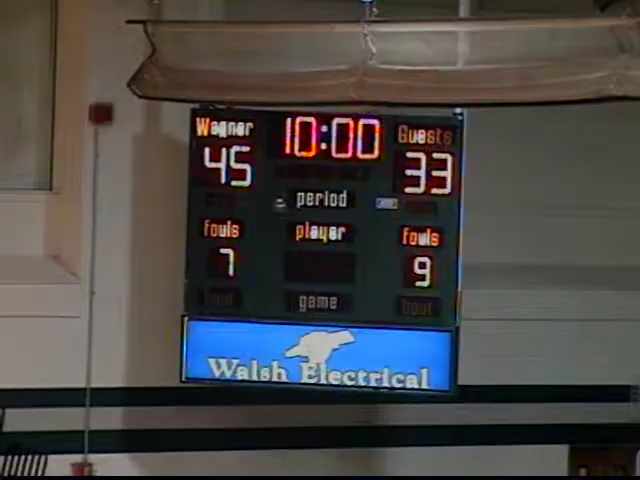 Wagner 10:00 Guests
45 33
period
fouls player fouls
7 9
game
Walsh Electrical